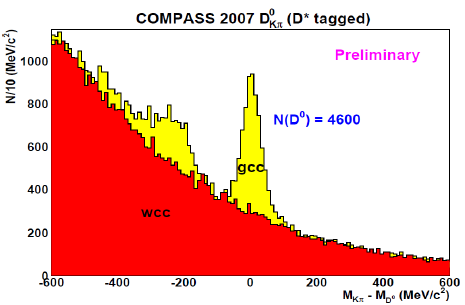 COMPASS 2007 D⁰Kπ (D* tagged)
N/10 (MeV/c²)
Preliminary
N(D⁰) = 4600
gcc
wcc
1000
800
600
400
200
0
-600 -400 -200 0 200 400 600
MKπ - MD⁰ (MeV/c²)